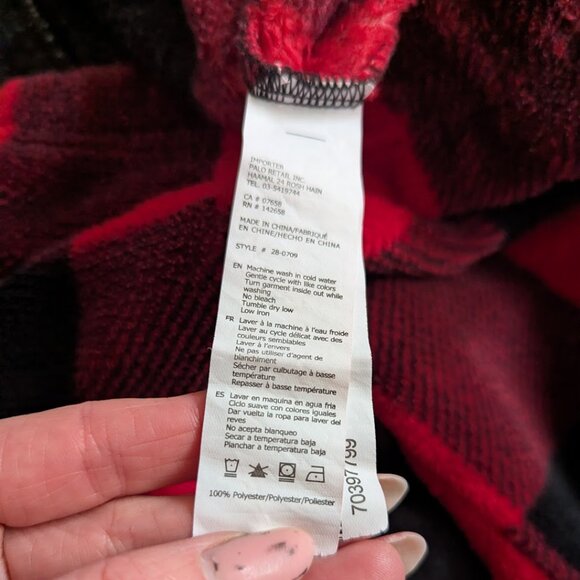 IMPORTER
PALO RETAIL INC.
HAAMAL 24 ROSH HAIN
TEL. 03-5415744
CA # 07658
RN # 142658
MADE IN CHINA/FABRIQUÉ
EN CHINE/HECHO EN CHINA
STYLE # 28-0709
EN Machine wash in cold water
Gentle cycle with like colors
Turn garment inside out while
washing
No bleach
Tumble dry low
Low iron
FR Laver à la machine à l'eau froide
Laver au cycle délicat avec des
couleurs semblables
Laver à l'envers
Ne pas utiliser d'agent de
blanchiment
Sécher par culbutage à basse
température
Repasser à basse température
ES Lavar en maquina en agua fria
Ciclo suave con colores iguales
Dar vuelta la ropa para lavar del
reves
No acepta blanqueo
Secar a temperatura baja
Planchar a temperatura baja
100% Polyester/Polyester/Poliester
70397799